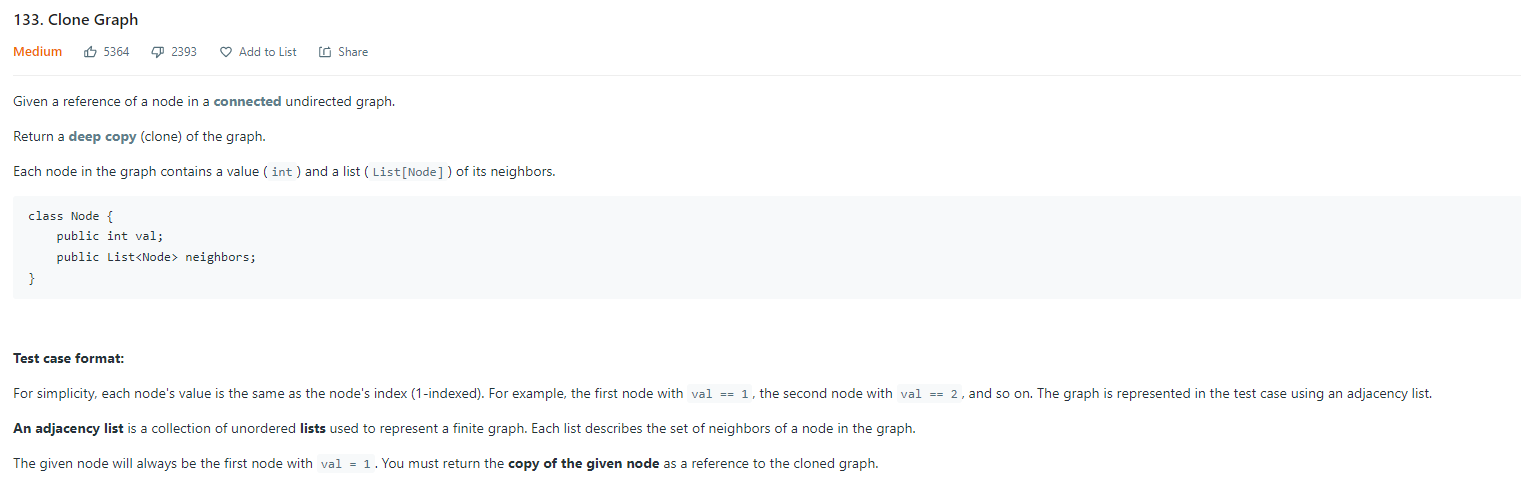 133. Clone Graph
Medium 5364 2393 Add to List Share
Given a reference of a node in a connected undirected graph.
Return a deep copy (clone) of the graph.
Each node in the graph contains a value ( int ) and a list ( List[Node] ) of its neighbors.
class Node {
    public int val;
    public List<Node> neighbors;
}
Test case format:
For simplicity, each node's value is the same as the node's index (1-indexed). For example, the first node with val == 1 , the second node with val == 2 , and so on. The graph is represented in the test case using an adjacency list.
An adjacency list is a collection of unordered lists used to represent a finite graph. Each list describes the set of neighbors of a node in the graph.
The given node will always be the first node with val = 1 . You must return the copy of the given node as a reference to the cloned graph.